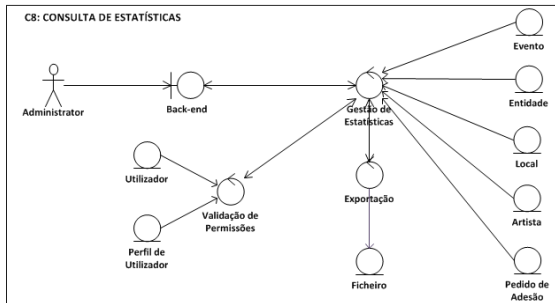 C8: CONSULTA DE ESTATÍSTICAS
Evento
Administrator
Back-end
Gestão de
Estatísticas
Entidade
Local
Utilizador
Validação de
Permissões
Exportação
Artista
Perfil de
Utilizador
Ficheiro
Pedido de
Adesão